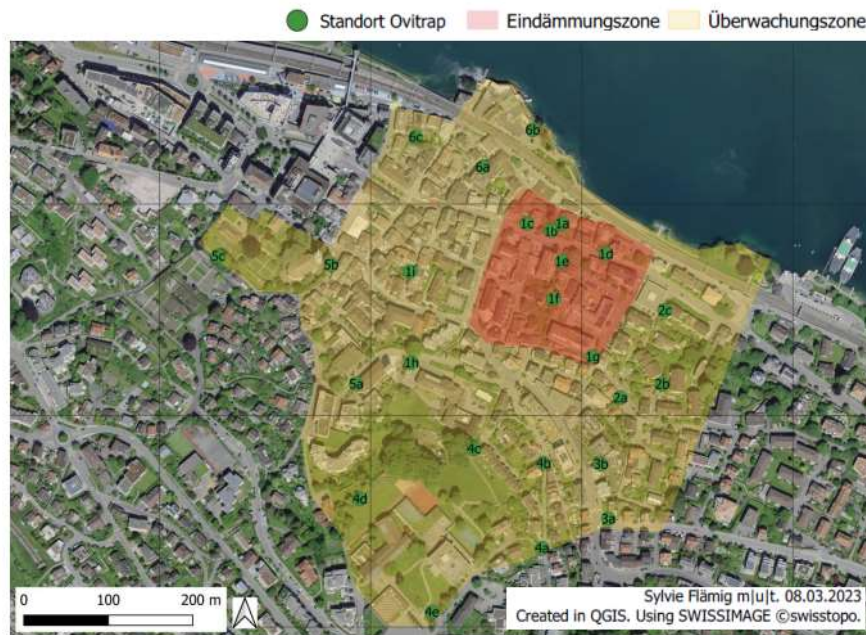 Standort Ovitrap Eindämmungszone Überwachungszone
6b
6c
6a
1c 1a
1b
5c 5b 1d
1e
1i
1f
2c
1g
1h
5a 2b
2a
4c
4b 3b
4d
3a
4a
4e
0 100 200 m
Sylvie Flämig m|u|t. 08.03.2023
Created in QGIS. Using SWISSIMAGE ©swisstopo.